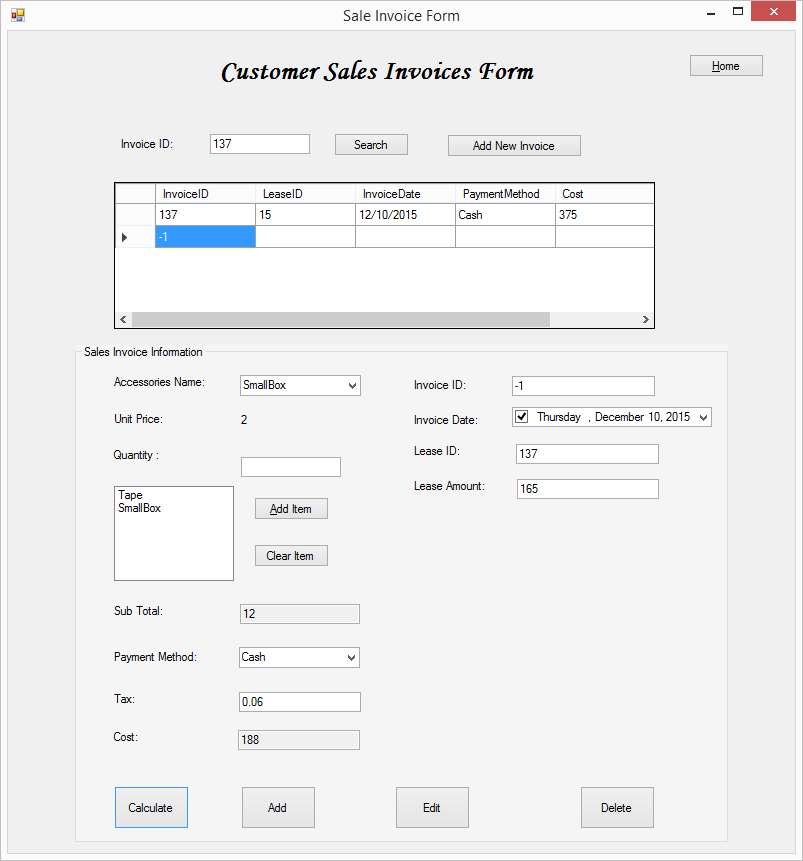 Sale Invoice Form
Customer Sales Invoices Form
Home
Invoice ID:
137
Search
Add New Invoice
InvoiceID LeaseID InvoiceDate PaymentMethod Cost
137 15 12/10/2015 Cash 375
-1
Sales Invoice Information
Accessories Name:
SmallBox
Unit Price:
2
Quantity :
Tape
SmallBox
Add Item
Clear Item
Sub Total:
12
Payment Method:
Cash
Tax:
0.06
Cost:
188
Invoice ID:
-1
Invoice Date:
Thursday , December 10, 2015
Lease ID:
137
Lease Amount:
165
Calculate
Add
Edit
Delete